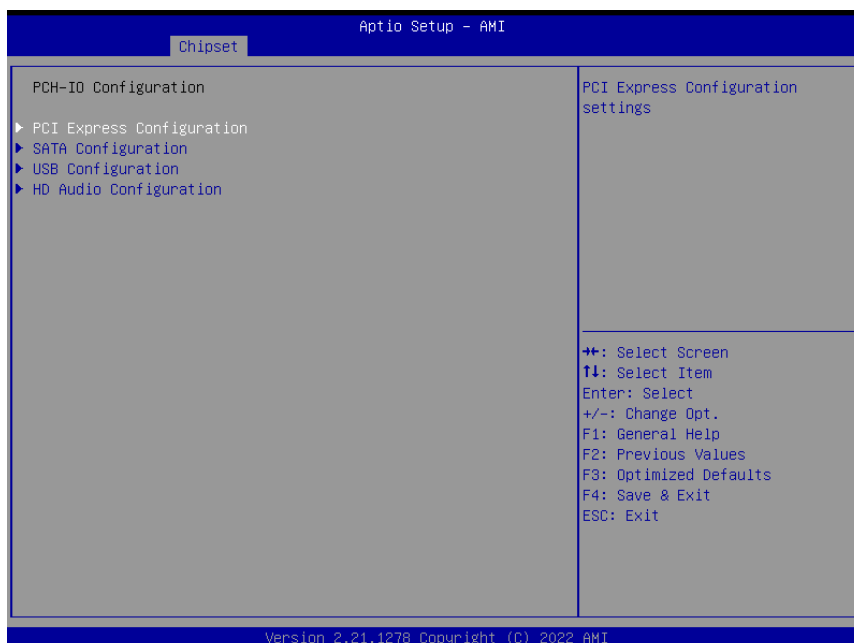 Aptio Setup – AMI
Chipset
PCH-IO Configuration
PCI Express Configuration
SATA Configuration
USB Configuration
HD Audio Configuration
PCI Express Configuration
settings
→←: Select Screen
↑↓: Select Item
Enter: Select
+/-: Change Opt.
F1: General Help
F2: Previous Values
F3: Optimized Defaults
F4: Save & Exit
ESC: Exit
Version 2.21.1278 Copyright (C) 2022 AMI